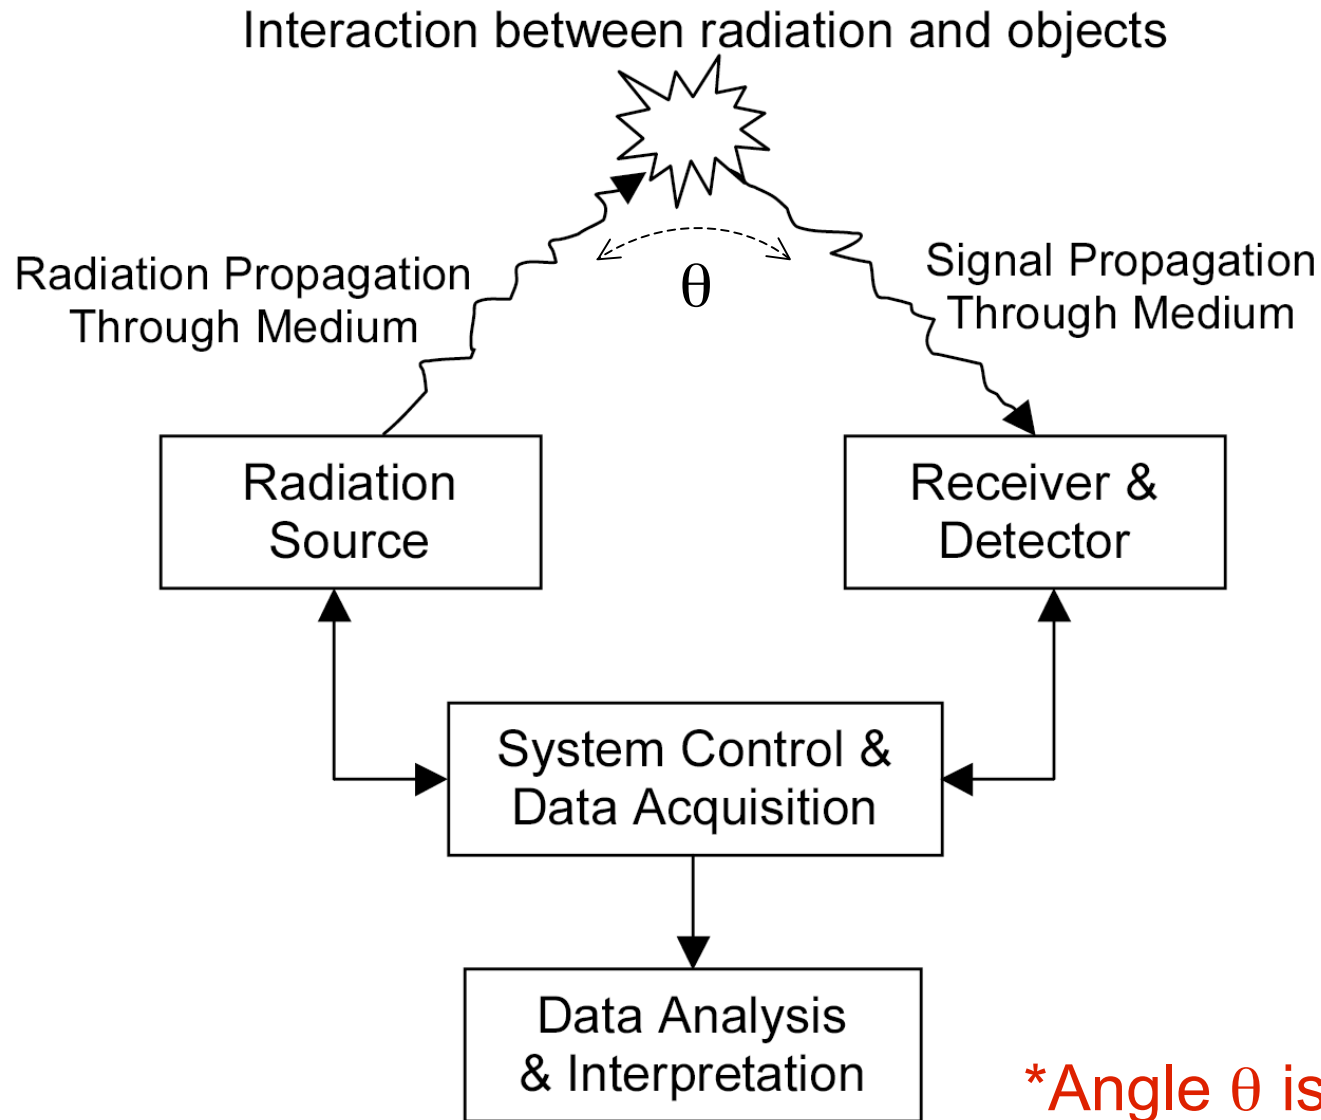 Interaction between radiation and objects
Radiation Propagation
Through Medium
θ
Signal Propagation
Through Medium
Radiation
Source
Receiver &
Detector
System Control &
Data Acquisition
Data Analysis
& Interpretation
*Angle θ is